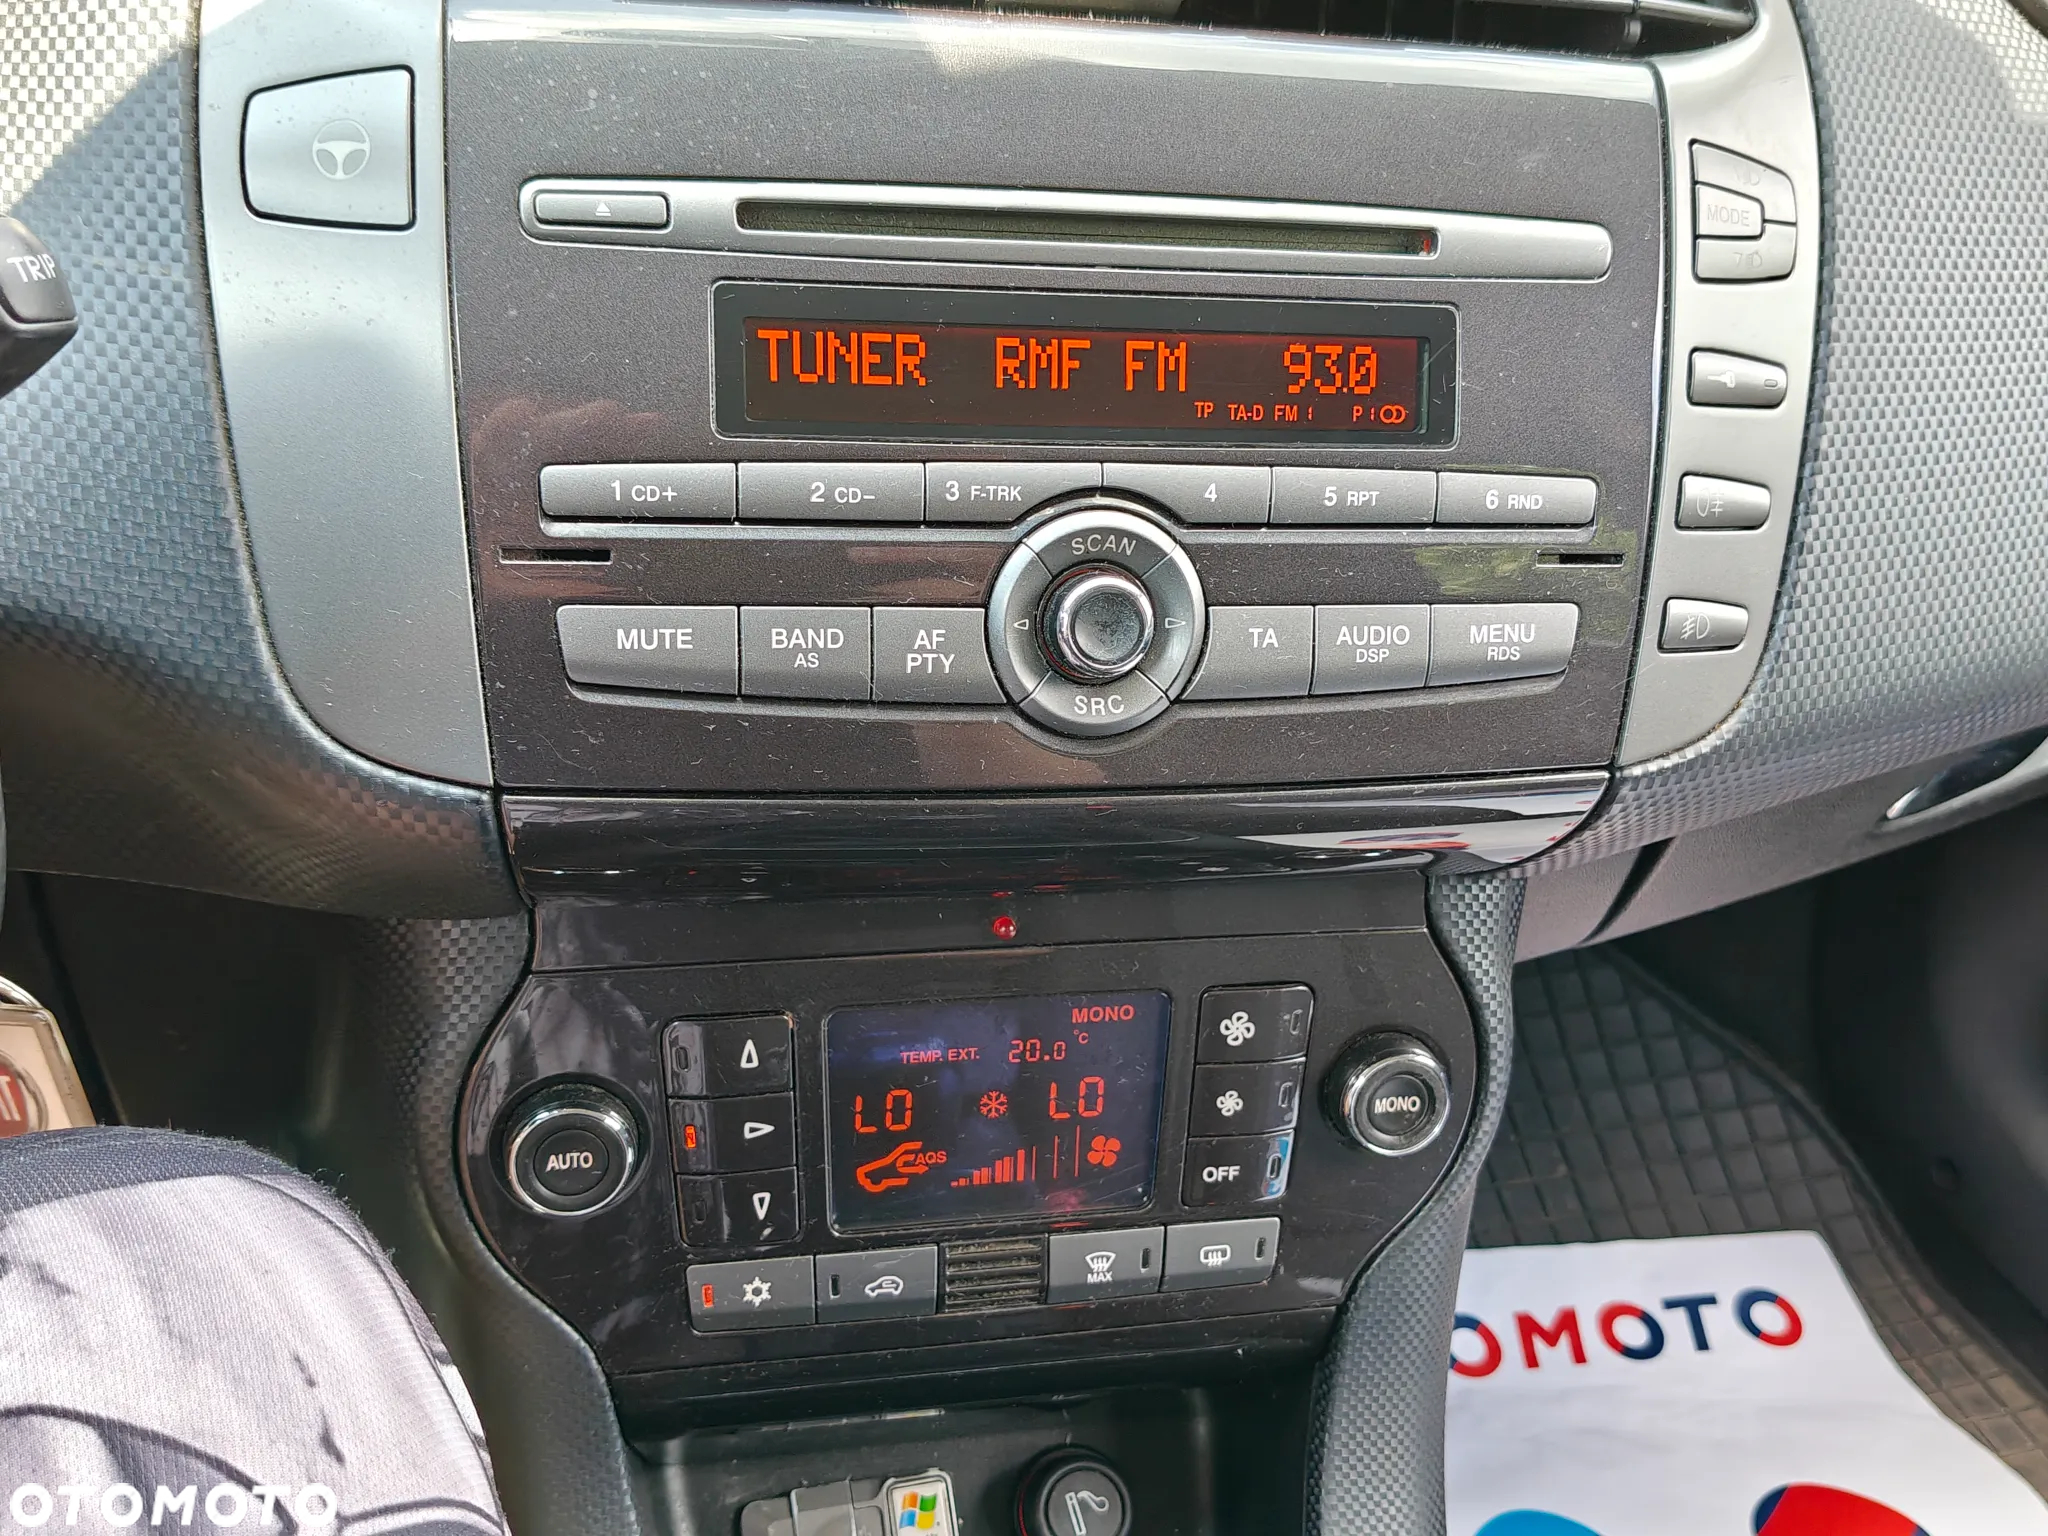 TRIP
MODE
TUNER RMF FM 93.0
TP TA-D FM 1 P 1
1 CD+ 2 CD- 3 F-TRK 4 5 RPT 6 RND
SCAN
MUTE BAND AS AF PTY TA AUDIO DSP MENU RDS
SRC
MONO
TEMP. EXT. 20.0 °C
LO LO
AQS
AUTO
MONO
OFF
MAX
OMOTO
OTOMOTO